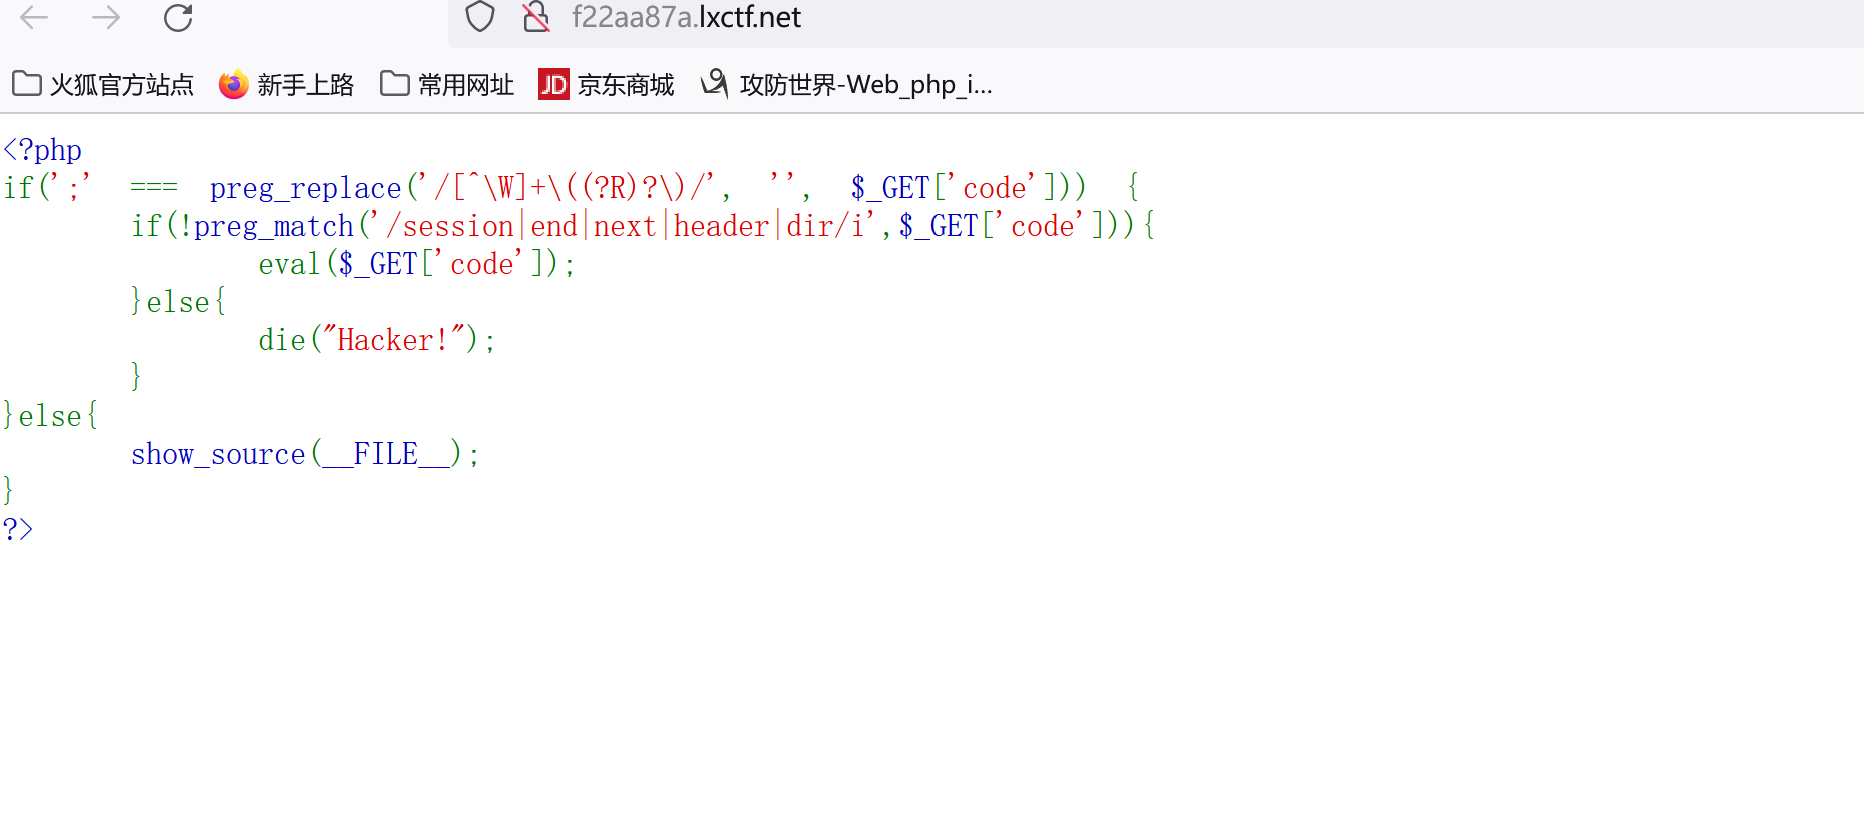 f22aa87a.lxctf.net
火狐官方站点 新手上路 常用网址 JD 京东商城 攻防世界-Web_php_i...
<?php
if(';' === preg_replace('/[^\W]+\((?R)?\)/', '', $_GET['code'])) {
        if(!preg_match('/session|end|next|header|dir/i',$_GET['code'])){
                eval($_GET['code']);
        }else{
                die("Hacker!");
        }
}else{
        show_source(__FILE__);
}
?>